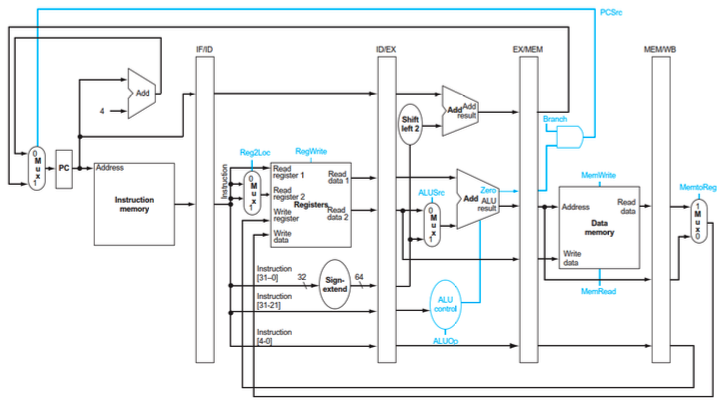 PCSrc
IF/ID
ID/EX
EX/MEM
MEM/WB
Add
4
Add
Add
result
Shift
left 2
Branch
0
M
u
x
1
PC
Address
Instruction
memory
Instruction
Reg2Loc
RegWrite
0
M
u
x
1
Read
register 1
Read
register 2
Write
register
Write
data
Registers
Read
data 1
Read
data 2
ALUSrc
0
M
u
x
1
Zero
Add
ALU
result
MemWrite
Address
Read
data
Data
memory
Write
data
MemRead
MemtoReg
1
M
u
x
0
Instruction
[31–0]
32
Sign-
extend
64
Instruction
[31-21]
ALU
control
ALUOp
Instruction
[4-0]